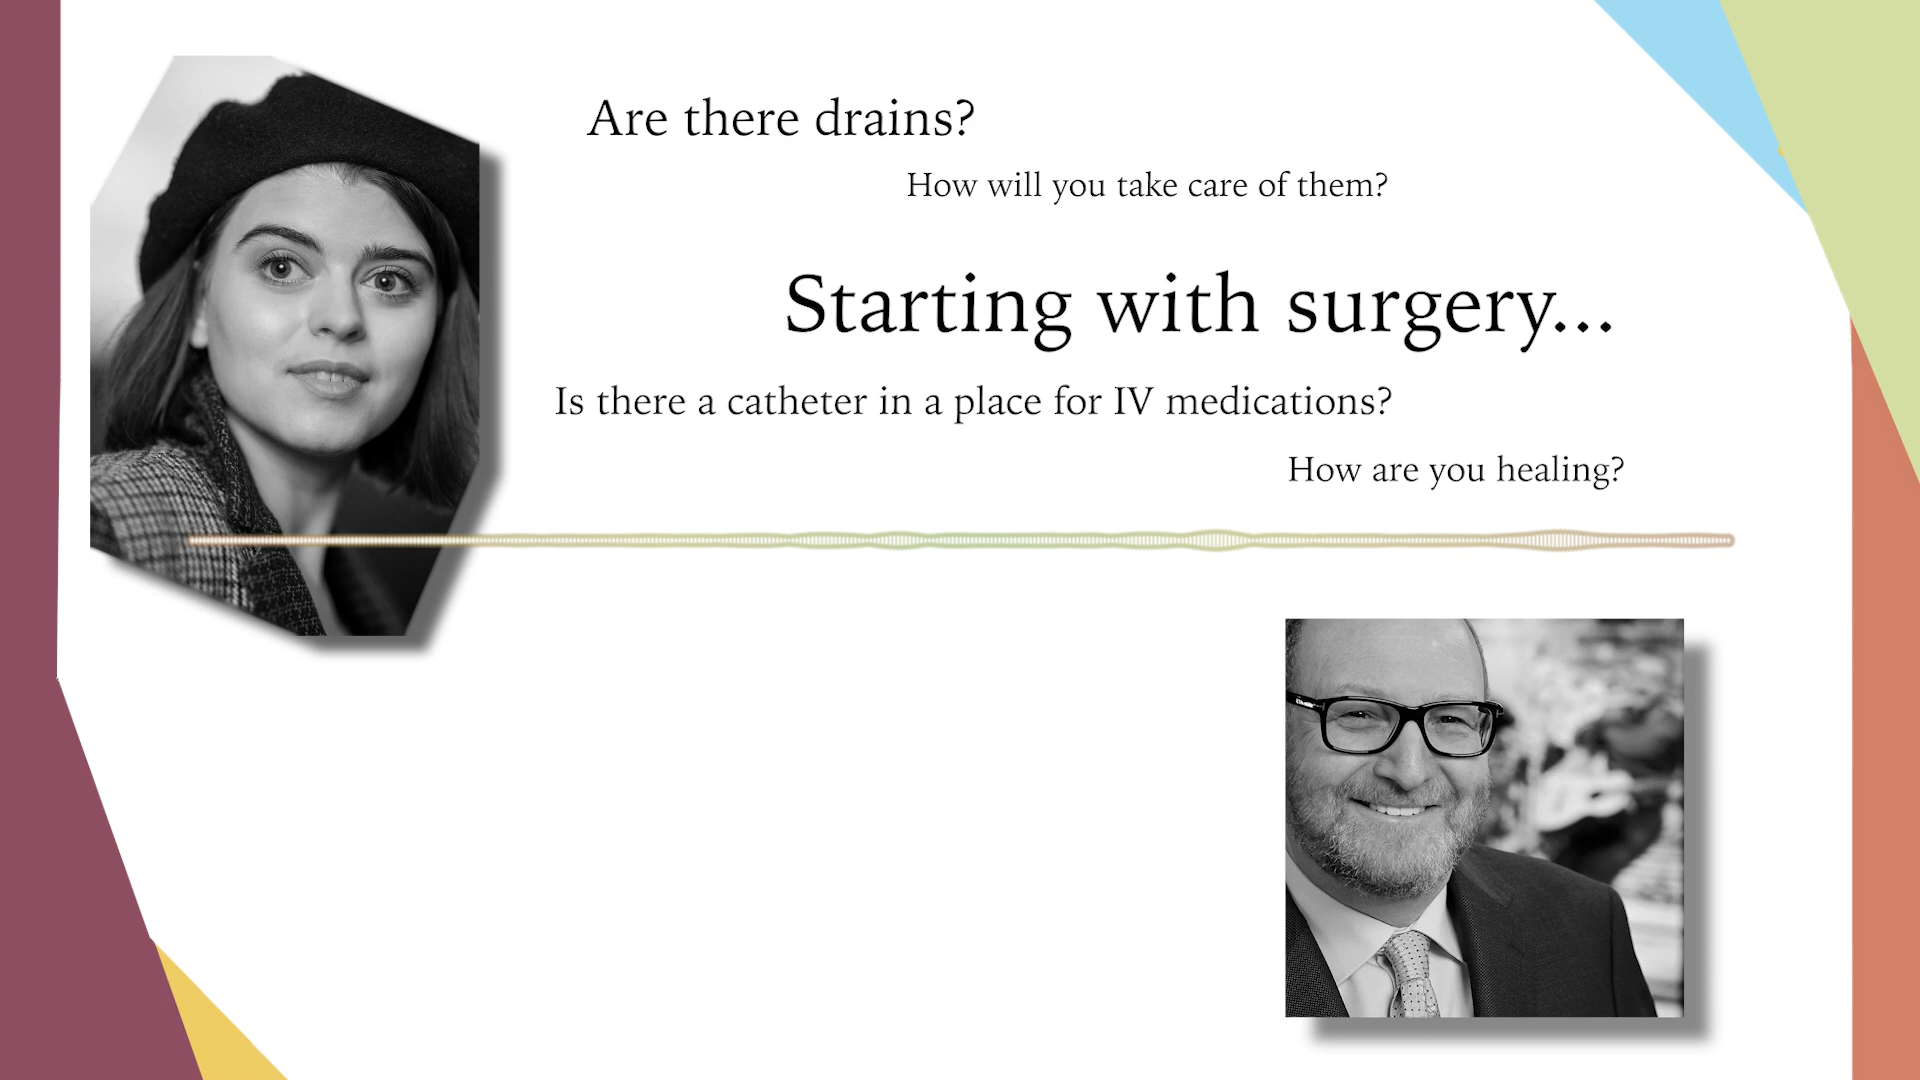 Are there drains?
How will you take care of them?
Starting with surgery...
Is there a catheter in a place for IV medications?
How are you healing?